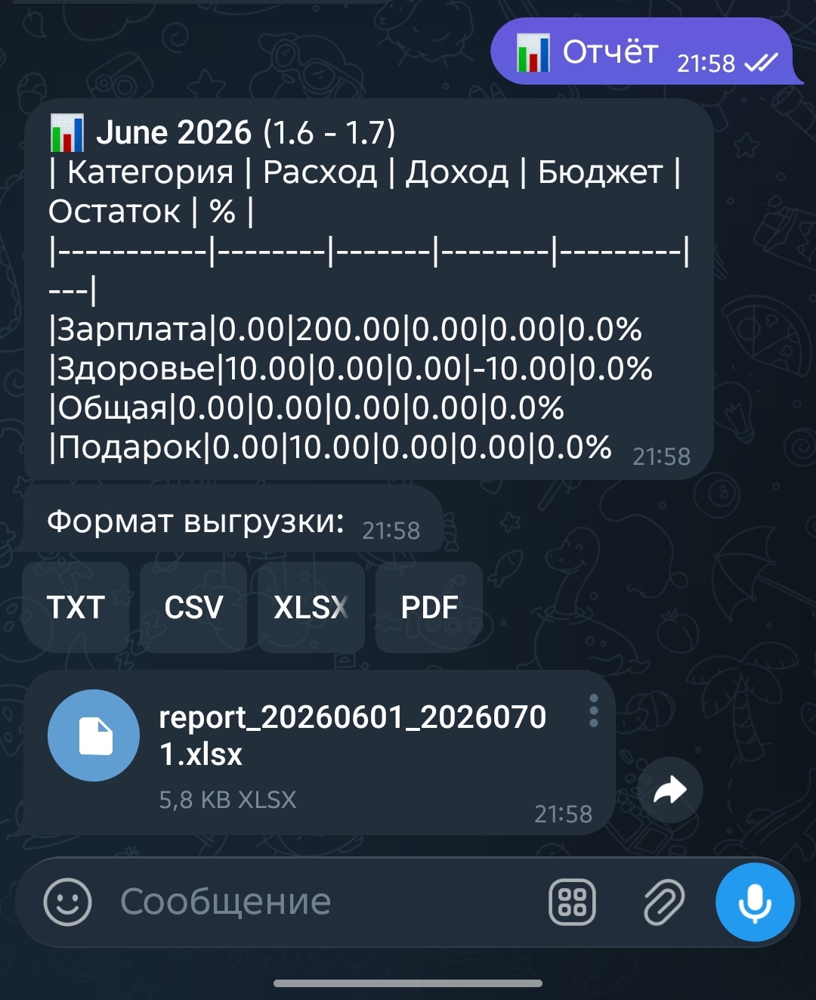 📊 Отчёт 21:58
📊 June 2026 (1.6 - 1.7)
| Категория | Расход | Доход | Бюджет |
Остаток | % |
|-----------|--------|-------|--------|---------|
---|
|Зарплата|0.00|200.00|0.00|0.00|0.0%
|Здоровье|10.00|0.00|0.00|-10.00|0.0%
|Общая|0.00|0.00|0.00|0.00|0.0%
|Подарок|0.00|10.00|0.00|0.00|0.0% 21:58
Формат выгрузки: 21:58
TXT CSV XLSX PDF
report_20260601_2026070
1.xlsx
5,8 KB XLSX
21:58
Сообщение